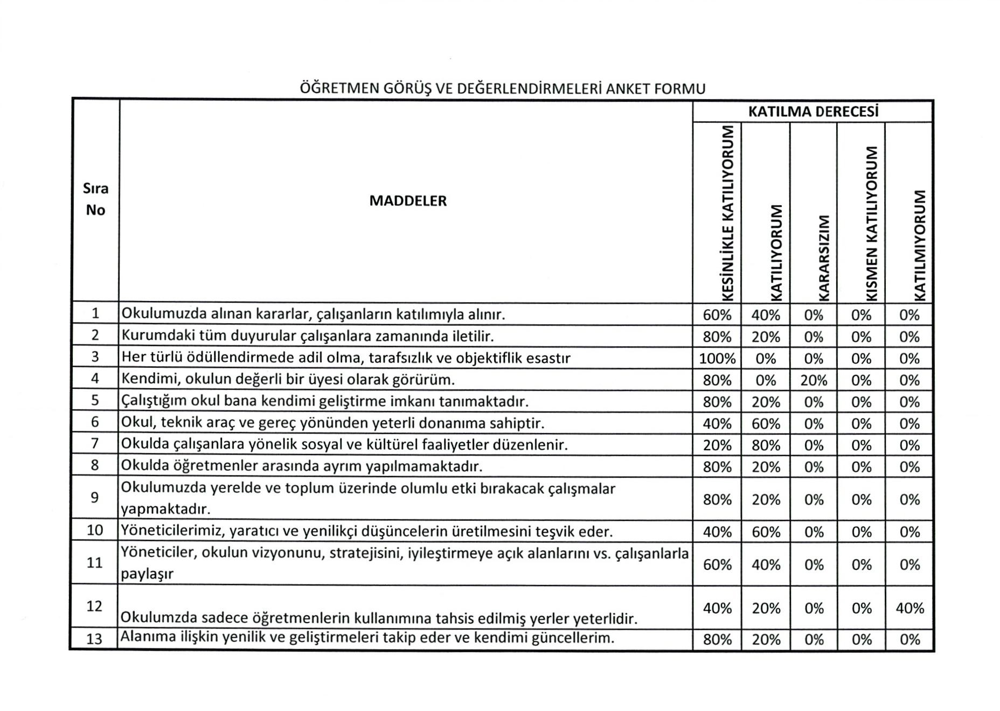 ÖĞRETMEN GÖRÜŞ VE DEĞERLENDİRMELERİ ANKET FORMU
Sıra No MADDELER KATILMA DERECESİ
KESİNLİKLE KATILIYORUM KATILIYORUM KARARSIZIM KISMEN KATILIYORUM KATILMIYORUM
1 Okulumuzda alınan kararlar, çalışanların katılımıyla alınır. 60% 40% 0% 0% 0%
2 Kurumdaki tüm duyurular çalışanlara zamanında iletilir. 80% 20% 0% 0% 0%
3 Her türlü ödüllendirmede adil olma, tarafsızlık ve objektiflik esastır 100% 0% 0% 0% 0%
4 Kendimi, okulun değerli bir üyesi olarak görürüm. 80% 0% 20% 0% 0%
5 Çalıştığım okul bana kendimi geliştirme imkanı tanımaktadır. 80% 20% 0% 0% 0%
6 Okul, teknik araç ve gereç yönünden yeterli donanıma sahiptir. 40% 60% 0% 0% 0%
7 Okulda çalışanlara yönelik sosyal ve kültürel faaliyetler düzenlenir. 20% 80% 0% 0% 0%
8 Okulda öğretmenler arasında ayrım yapılmamaktadır. 80% 20% 0% 0% 0%
9 Okulumuzda yerelde ve toplum üzerinde olumlu etki bırakacak çalışmalar
yapmaktadır. 80% 20% 0% 0% 0%
10 Yöneticilerimiz, yaratıcı ve yenilikçi düşüncelerin üretilmesini teşvik eder. 40% 60% 0% 0% 0%
11 Yöneticiler, okulun vizyonunu, stratejisini, iyileştirmeye açık alanlarını vs. çalışanlarla
paylaşır 60% 40% 0% 0% 0%
12 Okulumzda sadece öğretmenlerin kullanımına tahsis edilmiş yerler yeterlidir. 40% 20% 0% 0% 40%
13 Alanıma ilişkin yenilik ve geliştirmeleri takip eder ve kendimi güncellerim. 80% 20% 0% 0% 0%